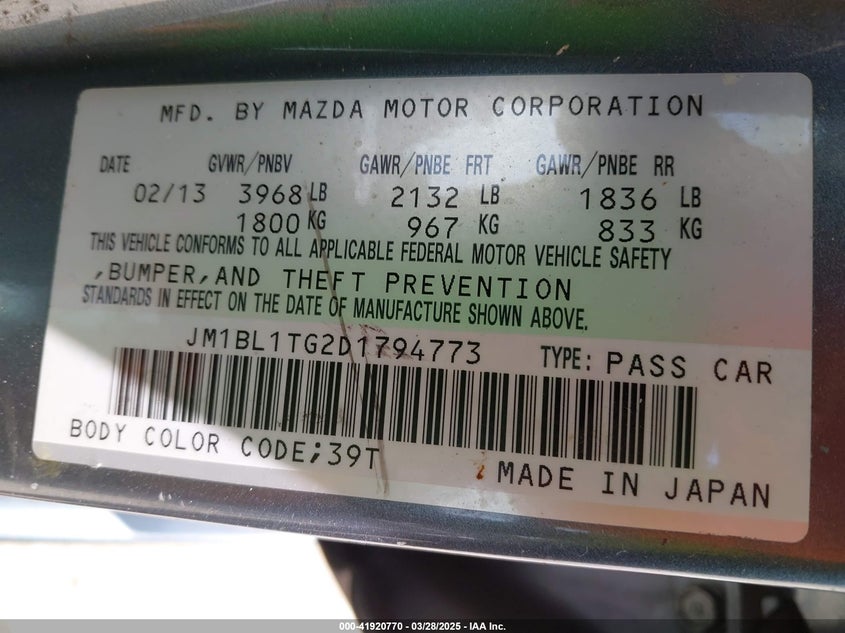 MFD. BY MAZDA MOTOR CORPORATION
DATE GVWR/PNBV GAWR/PNBE FRT GAWR/PNBE RR
02/13 3968 LB 2132 LB 1836 LB
1800 KG 967 KG 833 KG
THIS VEHICLE CONFORMS TO ALL APPLICABLE FEDERAL MOTOR VEHICLE SAFETY
,BUMPER,AND THEFT PREVENTION
STANDARDS IN EFFECT ON THE DATE OF MANUFACTURE SHOWN ABOVE.
JM1BL1TG2D1794773 TYPE: PASS CAR
BODY COLOR CODE;39T
MADE IN JAPAN
000-41920770 - 03/28/2025 - IAA Inc.